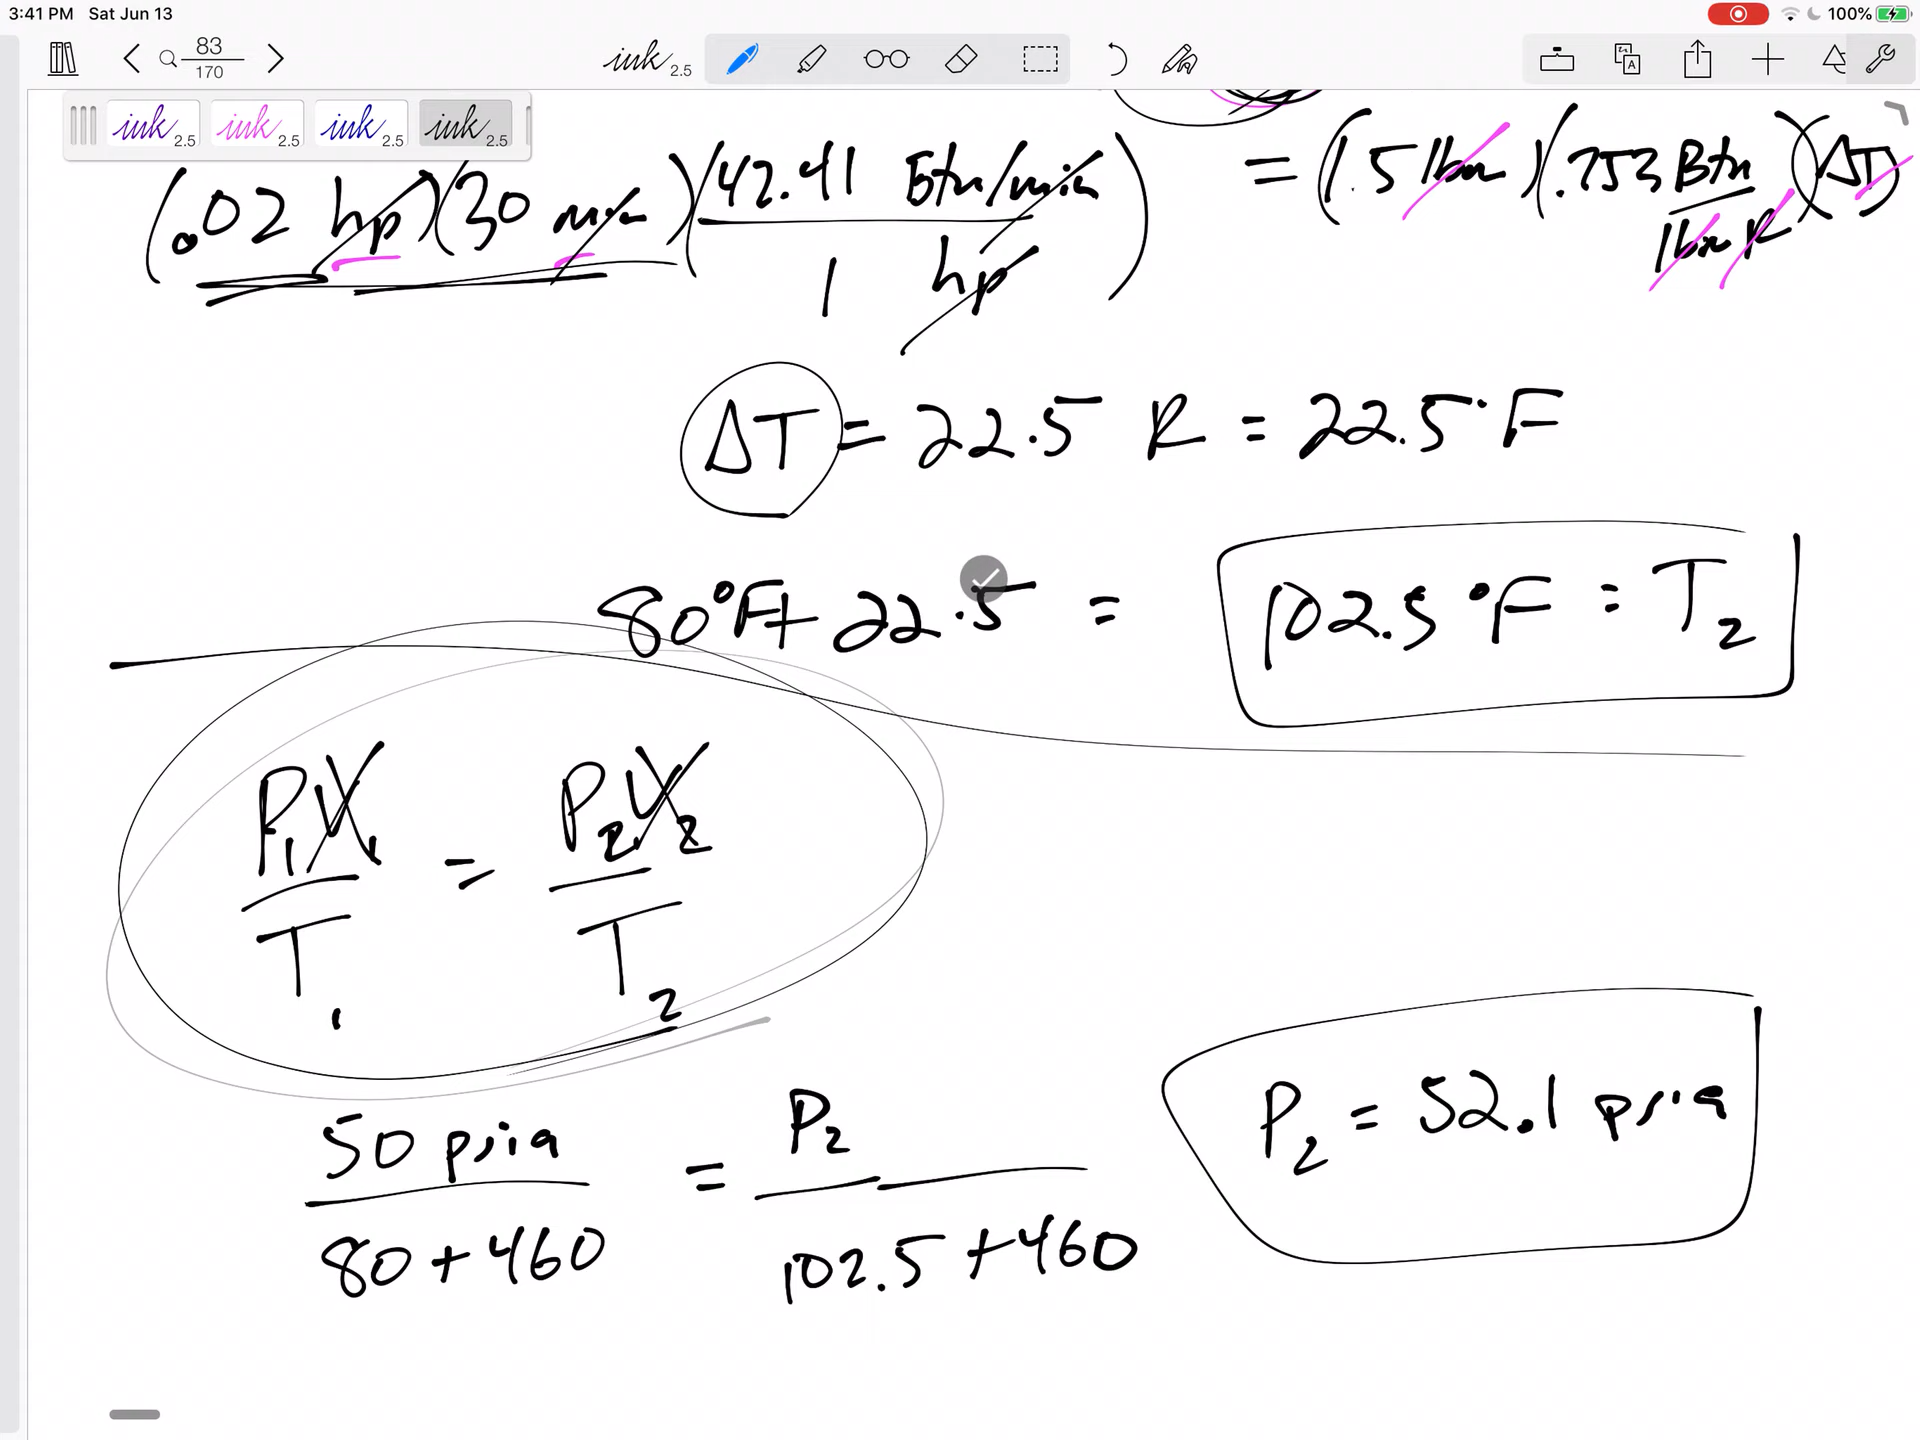 3:41 PM Sat Jun 13 100%
83
170
ink 2.5
ink 2.5 ink 2.5 ink 2.5 ink 2.5
(.02 hp)(30 min)(42.41 Btu/min / 1 hp) = (1.5 lbm)(.753 Btu / lbm R)(ΔT)
ΔT = 22.5 R = 22.5°F
80°F + 22.5 = 102.5 °F = T2
P1V1 / T1 = P2V2 / T2
50 psia / 80 + 460 = P2 / 102.5 + 460
P2 = 52.1 psia